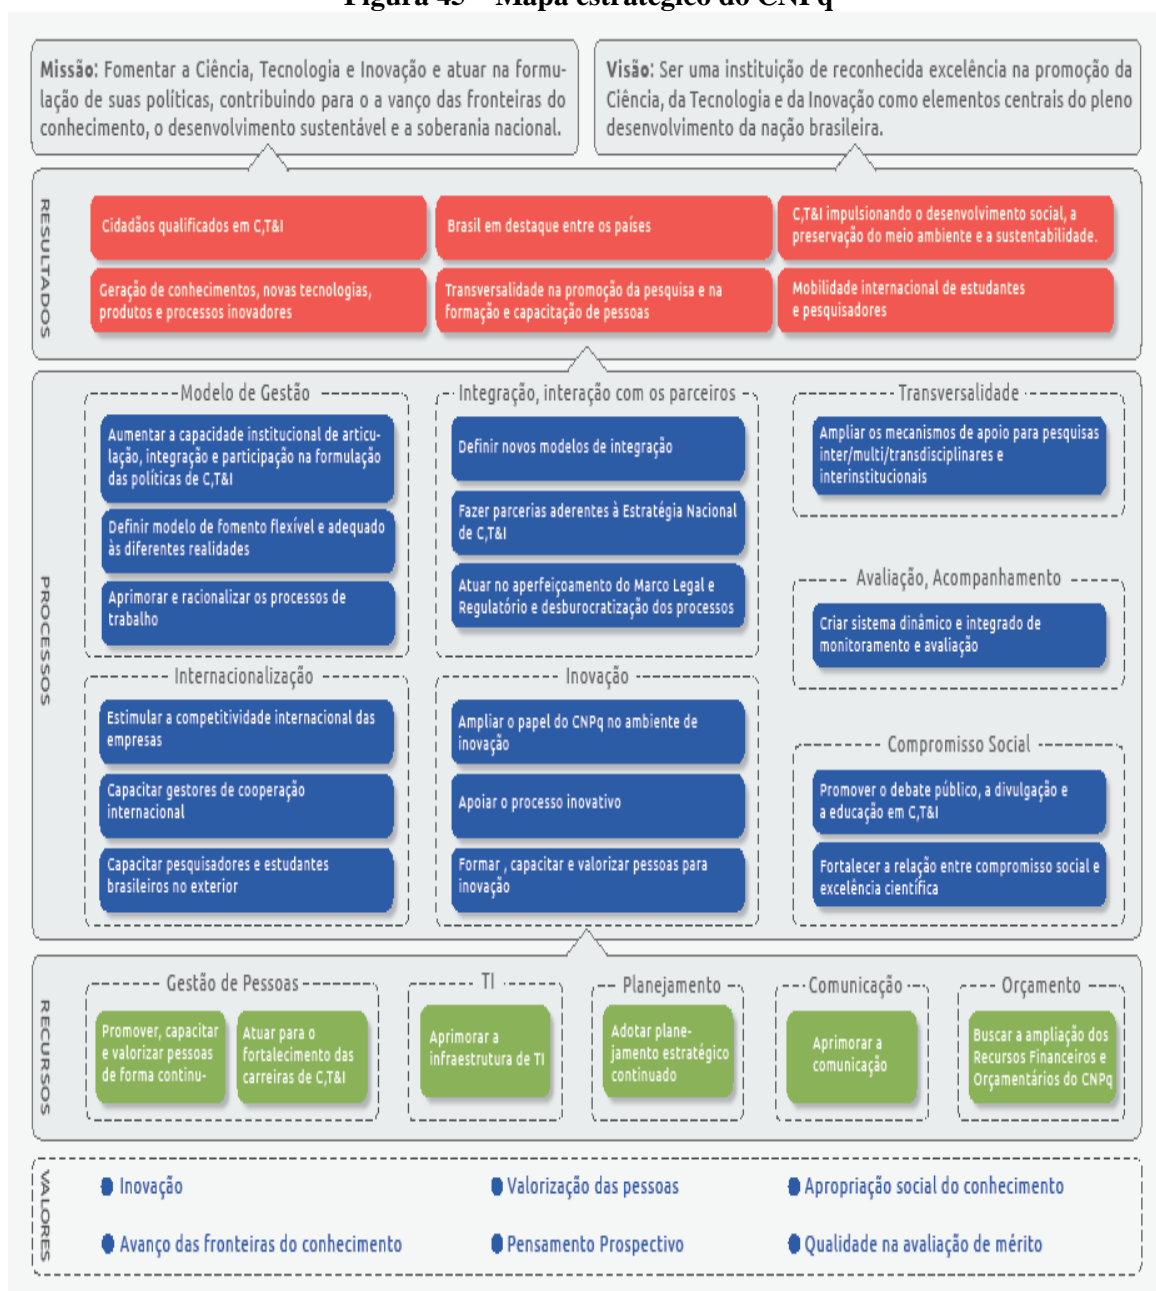 Figura 45 – Mapa estratégico do CNPq
Missão: Fomentar a Ciência, Tecnologia e Inovação e atuar na formu-
lação de suas políticas, contribuindo para o a vanço das fronteiras do
conhecimento, o desenvolvimento sustentável e a soberania nacional.
Visão: Ser uma instituição de reconhecida excelência na promoção da
Ciência, da Tecnologia e da Inovação como elementos centrais do pleno
desenvolvimento da nação brasileira.
RESULTADOS
Cidadãos qualificados em C,T&I
Brasil em destaque entre os países
C,T&I impulsionando o desenvolvimento social, a
preservação do meio ambiente e a sustentabilidade.
Geração de conhecimentos, novas tecnologias,
produtos e processos inovadores
Transversalidade na promoção da pesquisa e na
formação e capacitação de pessoas
Mobilidade internacional de estudantes
e pesquisadores
PROCESSOS
Modelo de Gestão
Aumentar a capacidade institucional de articu-
lação, integração e participação na formulação
das políticas de C,T&I
Definir modelo de fomento flexível e adequado
às diferentes realidades
Aprimorar e racionalizar os processos de
trabalho
Integração, interação com os parceiros
Definir novos modelos de integração
Fazer parcerias aderentes à Estratégia Nacional
de C,T&I
Atuar no aperfeiçoamento do Marco Legal e
Regulatório e desburocratização dos processos
Transversalidade
Ampliar os mecanismos de apoio para pesquisas
inter/multi/transdisciplinares e
interinstitucionais
Avaliação, Acompanhamento
Criar sistema dinâmico e integrado de
monitoramento e avaliação
Internacionalização
Estimular a competitividade internacional das
empresas
Capacitar gestores de cooperação
internacional
Capacitar pesquisadores e estudantes
brasileiros no exterior
Inovação
Ampliar o papel do CNPq no ambiente de
inovação
Apoiar o processo inovativo
Formar , capacitar e valorizar pessoas para
inovação
Compromisso Social
Promover o debate público, a divulgação e
a educação em C,T&I
Fortalecer a relação entre compromisso social e
excelência científica
RECURSOS
Gestão de Pessoas
Promover, capacitar
e valorizar pessoas
de forma continu-
Atuar para o
fortalecimento das
carreiras de C,T&I
TI
Aprimorar a
infraestrutura de TI
Planejamento
Adotar plane-
jamento estratégico
continuado
Comunicação
Aprimorar a
comunicação
Orçamento
Buscar a ampliação dos
Recursos Financeiros e
Orçamentários do CNPq
VALORES
Inovação
Valorização das pessoas
Apropriação social do conhecimento
Avanço das fronteiras do conhecimento
Pensamento Prospectivo
Qualidade na avaliação de mérito